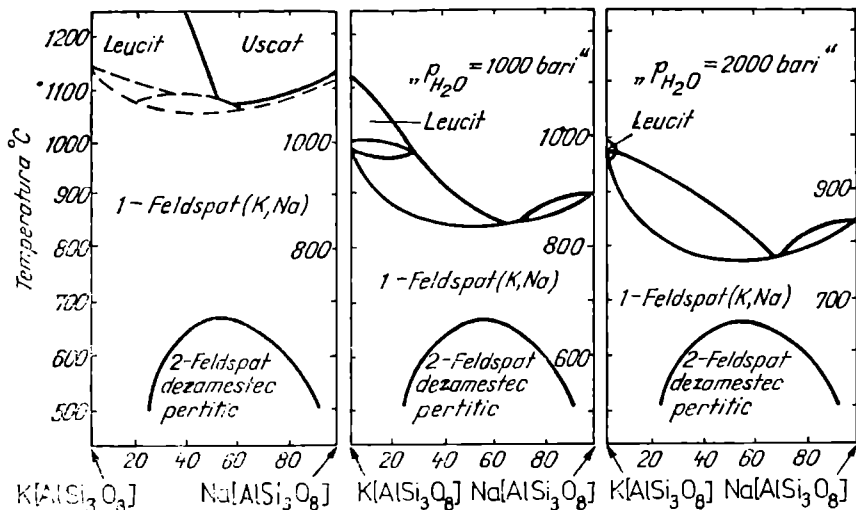 Temperatura °C
1200
1100
1000
900
800
700
600
500
Leucit
Uscat
1-Feldspat(K,Na)
2-Feldspat
dezamestec
pertitic
20 40 60 80
K[AlSi3O8] Na[AlSi3O8]
„pH2O=1000 bari“
Leucit
1000
800
600
1-Feldspat(K,Na)
2-Feldspat
dezamestec
pertitic
20 40 60 80
K[AlSi3O8] Na[AlSi3O8]
„pH2O=2000 bari“
Leucit
1000
900
700
1-Feldspat(K,Na)
2-Feldspat
dezamestec
pertitic
20 40 60 80
K[AlSi3O8] Na[AlSi3O8]